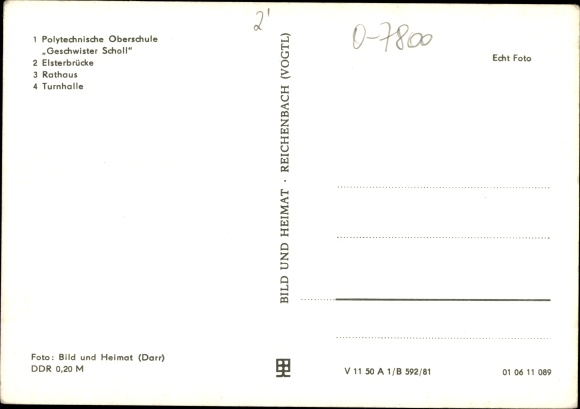 2'
O-7800
1 Polytechnische Oberschule
„Geschwister Scholl"
2 Elsterbrücke
3 Rathaus
4 Turnhalle
Echt Foto
BILD UND HEIMAT · REICHENBACH (VOGTL)
Foto: Bild und Heimat (Darr)
DDR 0,20 M
V 11 50 A 1/B 592/81
01 06 11 089